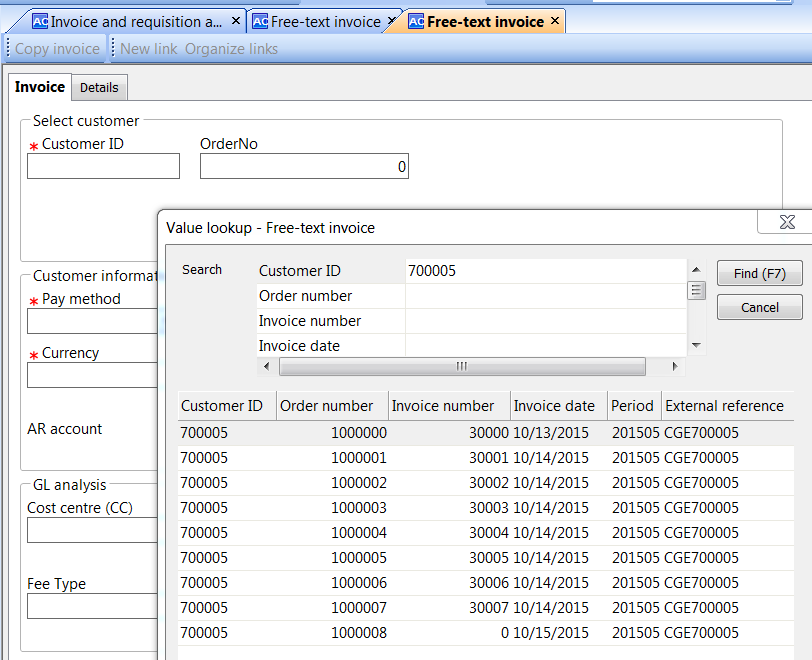 Invoice and requisition a... Free-text invoice Free-text invoice
Copy invoice New link Organize links
Invoice Details
Select customer
* Customer ID OrderNo
0
Value lookup - Free-text invoice
Search Customer ID 700005 Find (F7)
Order number
Invoice number Cancel
Invoice date
Customer informat
* Pay method
* Currency
AR account
GL analysis
Cost centre (CC)
Fee Type
Customer ID Order number Invoice number Invoice date Period External reference
700005 1000000 30000 10/13/2015 201505 CGE700005
700005 1000001 30001 10/14/2015 201505 CGE700005
700005 1000002 30002 10/14/2015 201505 CGE700005
700005 1000003 30003 10/14/2015 201505 CGE700005
700005 1000004 30004 10/14/2015 201505 CGE700005
700005 1000005 30005 10/14/2015 201505 CGE700005
700005 1000006 30006 10/14/2015 201505 CGE700005
700005 1000007 30007 10/14/2015 201505 CGE700005
700005 1000008 0 10/15/2015 201505 CGE700005